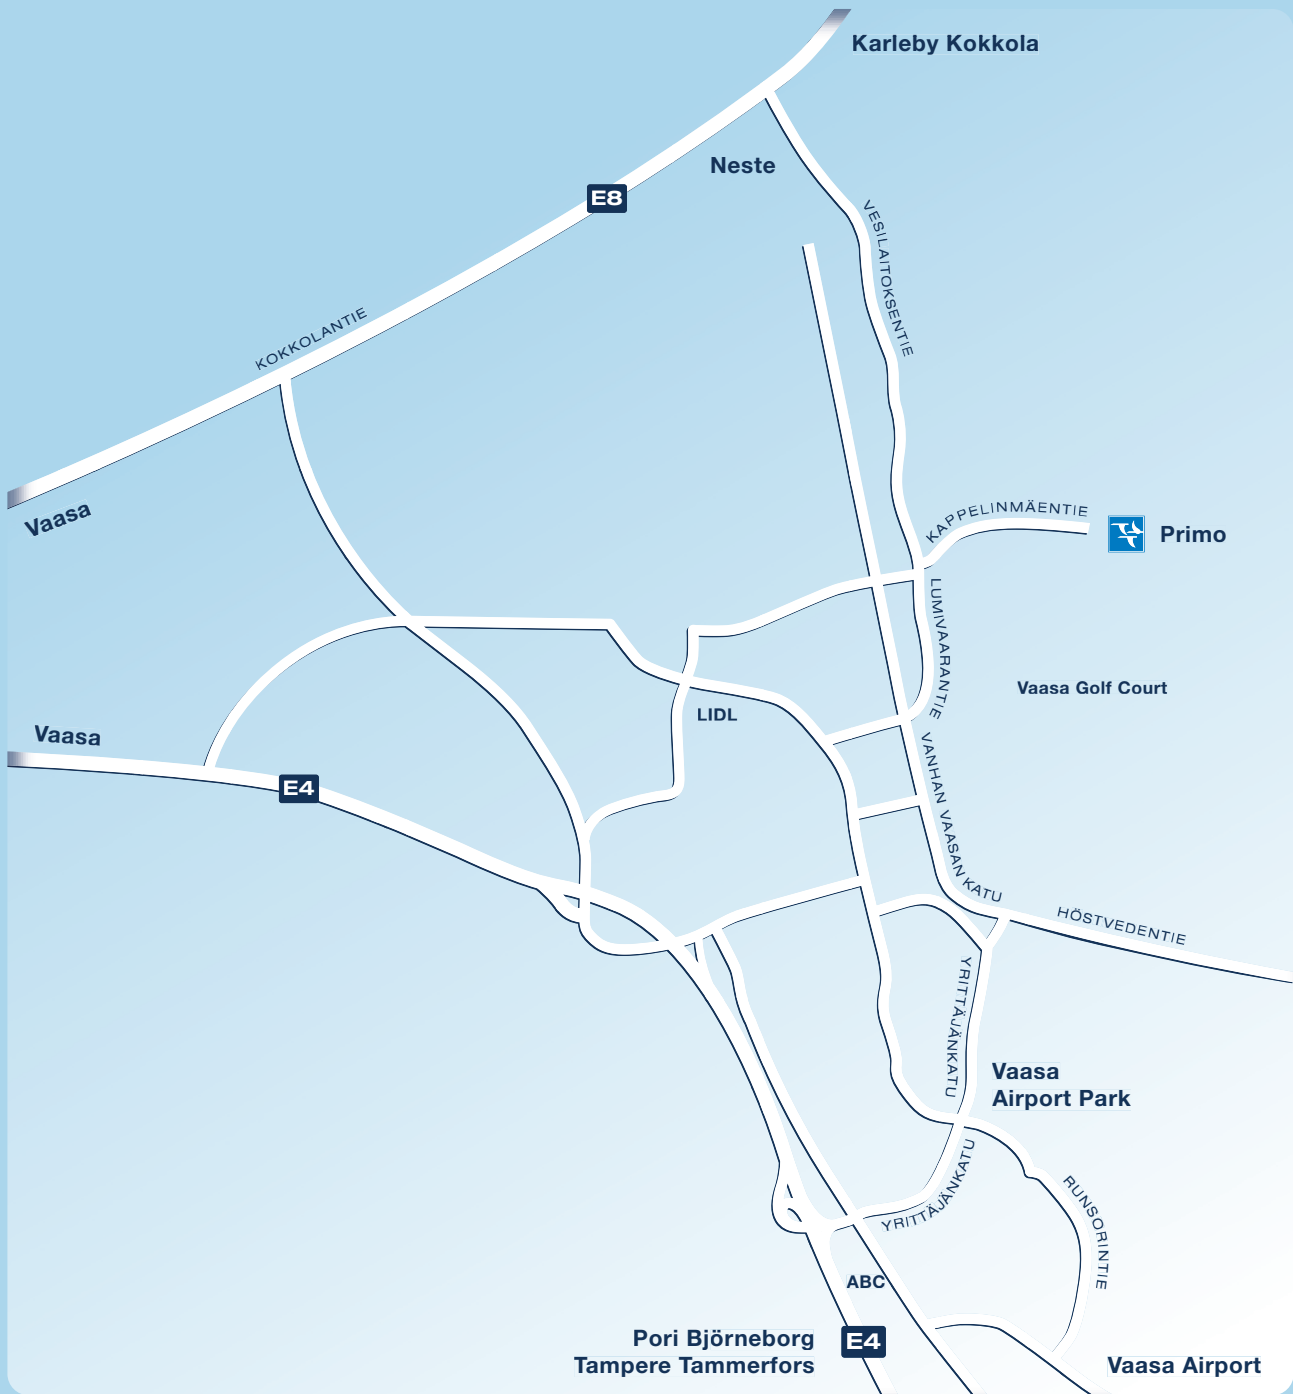 Karleby Kokkola
Neste
E8
VESILAITOKSENTIE
KOKKOLANTIE
Vaasa
KAPPELINMÄENTIE
Primo
LUMIVAARANTIE
Vaasa Golf Court
LIDL
Vaasa
E4
VANHAN VAASAN KATU
HÖSTVEDENTIE
YRITTÄJÄNKATU
Vaasa
Airport Park
YRITTÄJÄNKATU
RUNSORINTIE
ABC
Pori Björneborg
Tampere Tammerfors
E4
Vaasa Airport